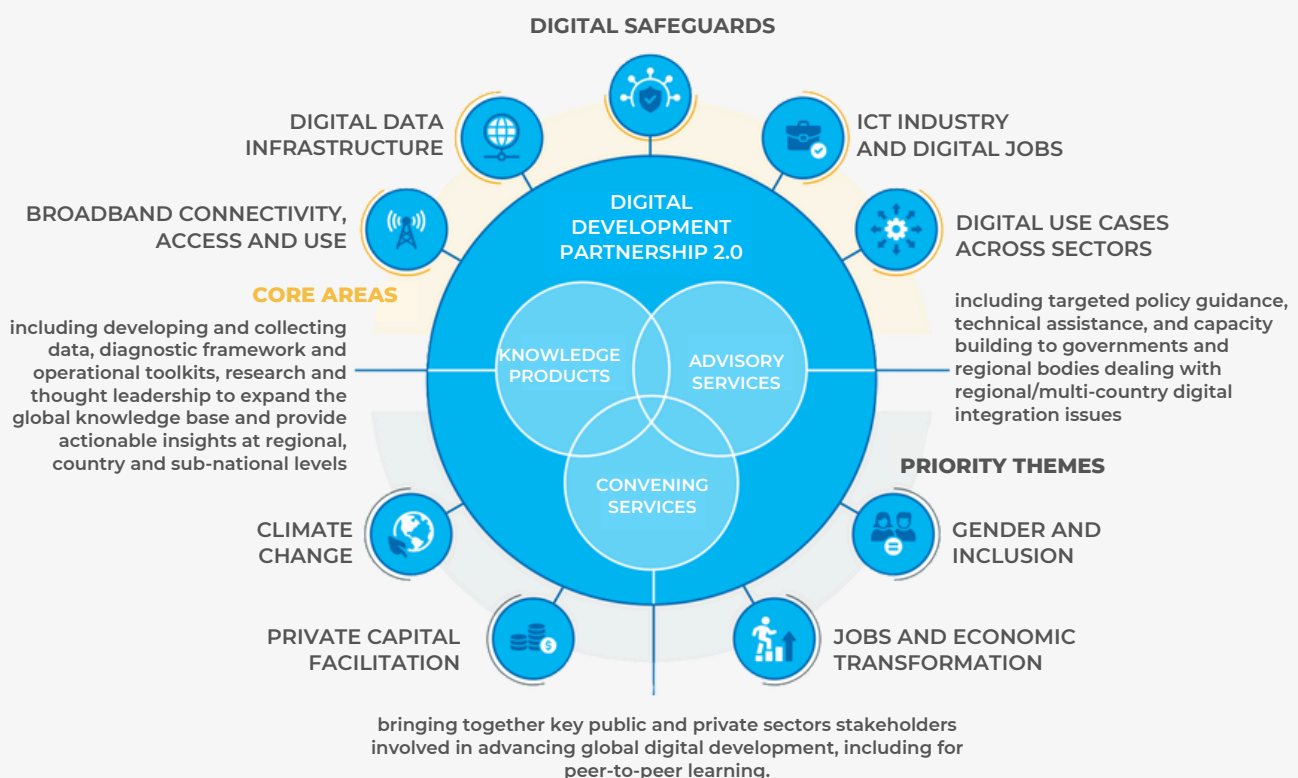 DIGITAL SAFEGUARDS
DIGITAL DATA
INFRASTRUCTURE
ICT INDUSTRY
AND DIGITAL JOBS
BROADBAND CONNECTIVITY,
ACCESS AND USE
DIGITAL USE CASES
ACROSS SECTORS
DIGITAL
DEVELOPMENT
PARTNERSHIP 2.0
CORE AREAS
including developing and collecting
data, diagnostic framework and
operational toolkits, research and
thought leadership to expand the
global knowledge base and provide
actionable insights at regional,
country and sub-national levels
KNOWLEDGE
PRODUCTS
ADVISORY
SERVICES
CONVENING
SERVICES
including targeted policy guidance,
technical assistance, and capacity
building to governments and
regional bodies dealing with
regional/multi-country digital
integration issues
PRIORITY THEMES
CLIMATE
CHANGE
GENDER AND
INCLUSION
PRIVATE CAPITAL
FACILITATION
JOBS AND ECONOMIC
TRANSFORMATION
bringing together key public and private sectors stakeholders
involved in advancing global digital development, including for
peer-to-peer learning.